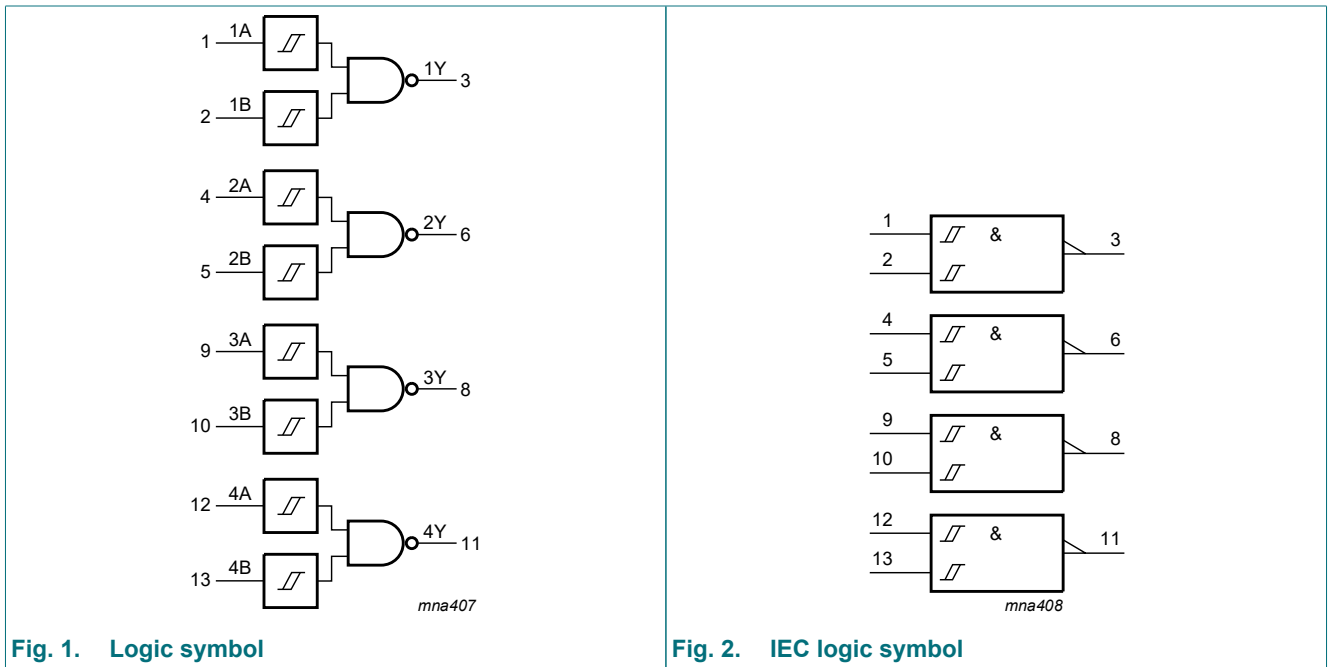 1 1A
1Y 3
2 1B
4 2A
2Y 6
5 2B
9 3A
3Y 8
10 3B
12 4A
4Y 11
13 4B
mna407
Fig. 1. Logic symbol
1 & 3
2
4 & 6
5
9 & 8
10
12 & 11
13
mna408
Fig. 2. IEC logic symbol